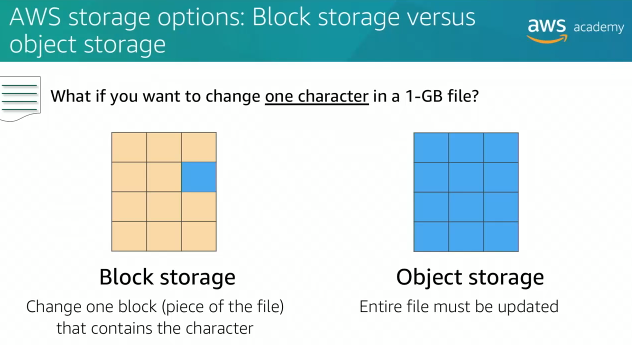 AWS storage options: Block storage versus
object storage
aws academy
What if you want to change one character in a 1-GB file?
Block storage
Change one block (piece of the file)
that contains the character
Object storage
Entire file must be updated